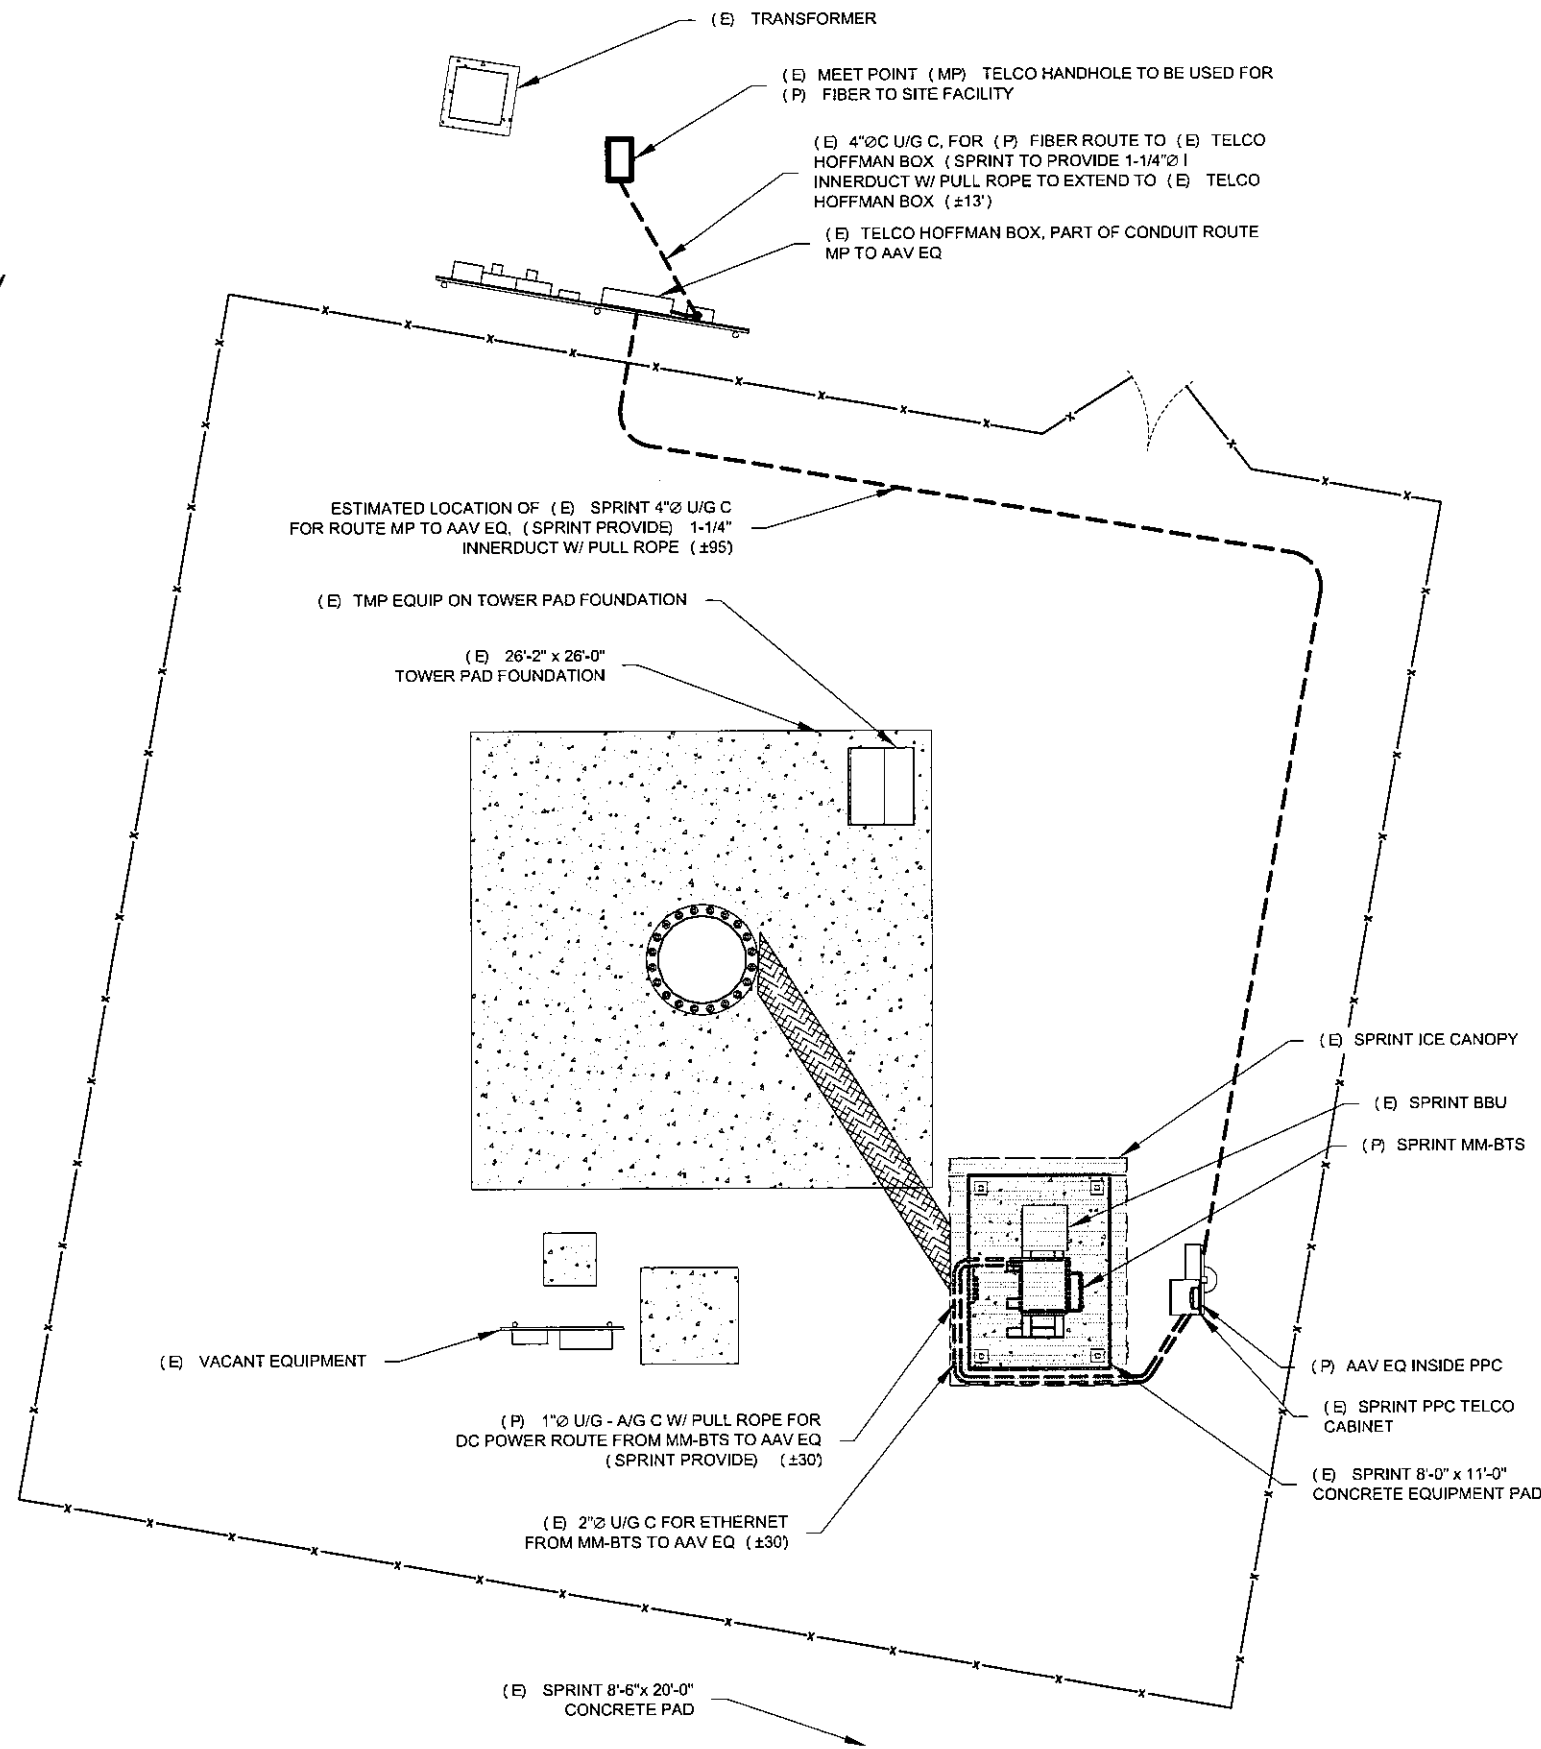 (E) TRANSFORMER
(E) MEET POINT (MP) TELCO HANDHOLE TO BE USED FOR
(P) FIBER TO SITE FACILITY
(E) 4"ØC U/G C, FOR (P) FIBER ROUTE TO (E) TELCO
HOFFMAN BOX (SPRINT TO PROVIDE 1-1/4"Ø I
INNERDUCT W/ PULL ROPE TO EXTEND TO (E) TELCO
HOFFMAN BOX (±13')
(E) TELCO HOFFMAN BOX, PART OF CONDUIT ROUTE
MP TO AAV EQ
ESTIMATED LOCATION OF (E) SPRINT 4"Ø U/G C
FOR ROUTE MP TO AAV EQ, (SPRINT PROVIDE) 1-1/4"
INNERDUCT W/ PULL ROPE (±95')
(E) TMP EQUIP ON TOWER PAD FOUNDATION
(E) 26'-2" x 26'-0"
TOWER PAD FOUNDATION
(E) SPRINT ICE CANOPY
(E) SPRINT BBU
(P) SPRINT MM-BTS
(E) VACANT EQUIPMENT
(P) AAV EQ INSIDE PPC
(E) SPRINT PPC TELCO
CABINET
(P) 1"Ø U/G - A/G C W/ PULL ROPE FOR
DC POWER ROUTE FROM MM-BTS TO AAV EQ
(SPRINT PROVIDE) (±30')
(E) SPRINT 8'-0" x 11'-0"
CONCRETE EQUIPMENT PAD
(E) 2"Ø U/G C FOR ETHERNET
FROM MM-BTS TO AAV EQ (±30')
(E) SPRINT 8'-6"x 20'-0"
CONCRETE PAD